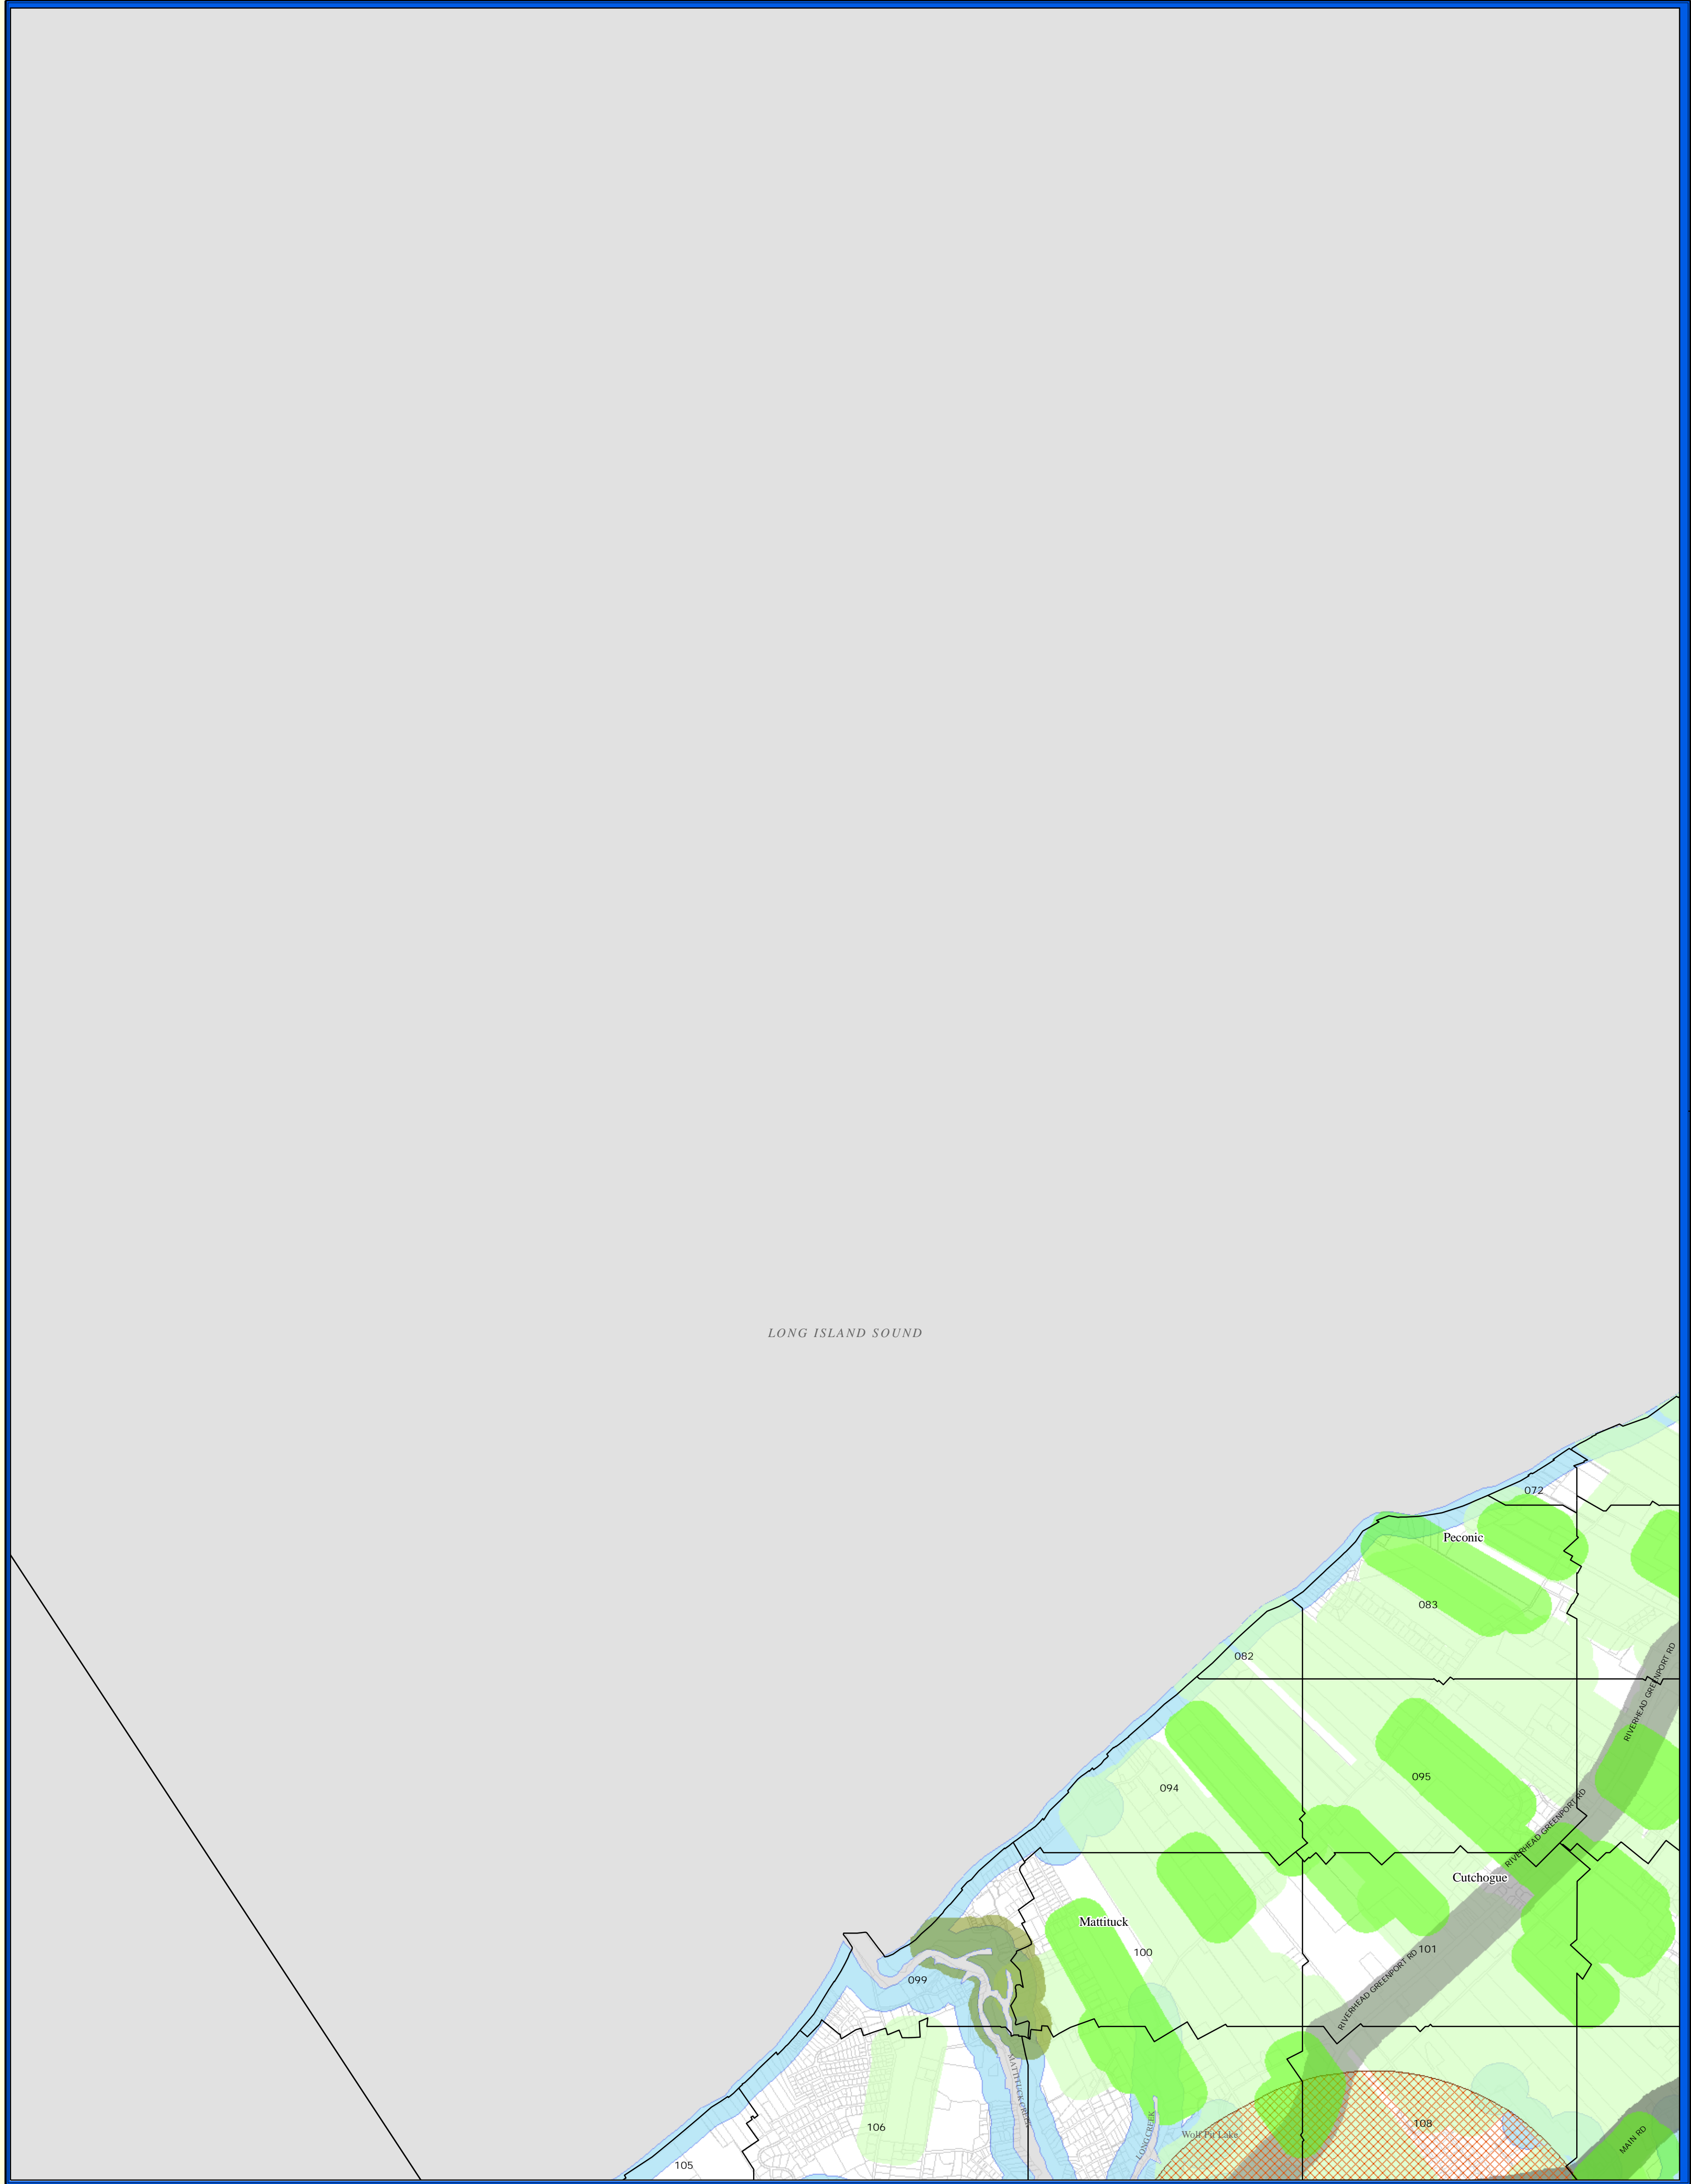 LONG ISLAND SOUND
072
Peconic
083
RIVERHEAD GREENPORT RD
082
095
094
RIVERHEAD GREENPORT RD
Cutchogue
Mattituck
101
100
RIVERHEAD GREENPORT RD
099
MATTITUCK CREEK
108
106
LONG CREEK
Wolf Pit Lake
MAIN RD
105